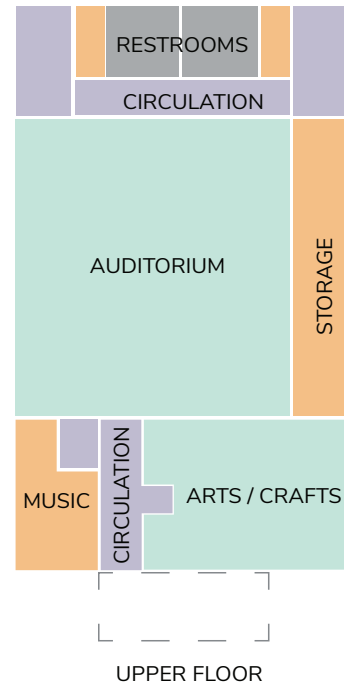 RESTROOMS
CIRCULATION
AUDITORIUM
STORAGE
MUSIC
CIRCULATION
ARTS / CRAFTS
UPPER FLOOR